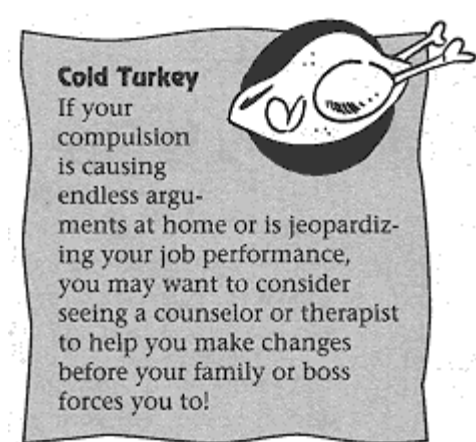 Cold Turkey
If your
compulsion
is causing
endless argu-
ments at home or is jeopardiz-
ing your job performance,
you may want to consider
seeing a counselor or therapist
to help you make changes
before your family or boss
forces you to!